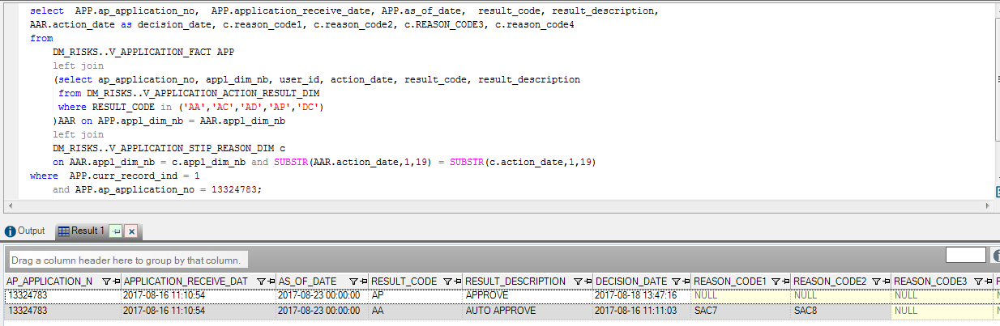 select  APP.ap_application_no,  APP.application_receive_date, APP.as_of_date,  result_code, result_description,
AAR.action_date as decision_date, c.reason_code1, c.reason_code2, c.REASON_CODE3, c.reason_code4
from
DM_RISKS..V_APPLICATION_FACT APP
left join
(select ap_application_no, appl_dim_nb, user_id, action_date, result_code, result_description
from DM_RISKS..V_APPLICATION_ACTION_RESULT_DIM
where RESULT_CODE in ('AA','AC','AD','AP','DC')
)AAR on APP.appl_dim_nb = AAR.appl_dim_nb
left join
DM_RISKS..V_APPLICATION_STIP_REASON_DIM c
on AAR.appl_dim_nb = c.appl_dim_nb and SUBSTR(AAR.action_date,1,19) = SUBSTR(c.action_date,1,19)
where  APP.curr_record_ind = 1
and APP.ap_application_no = 13324783;
Output Result 1
Drag a column header here to group by that column.
AP_APPLICATION_N APPLICATION_RECEIVE_DAT AS_OF_DATE RESULT_CODE RESULT_DESCRIPTION DECISION_DATE REASON_CODE1 REASON_CODE2 REASON_CODE3
13324783 2017-08-16 11:10:54 2017-08-23 00:00:00 AP APPROVE 2017-08-18 13:47:16 NULL NULL NULL
13324783 2017-08-16 11:10:54 2017-08-23 00:00:00 AA AUTO APPROVE 2017-08-16 11:11:03 SAC7 SAC8 NULL